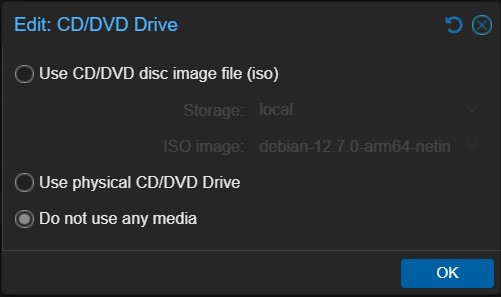 Edit: CD/DVD Drive
Use CD/DVD disc image file (iso)
Storage: local
ISO image: debian-12.7.0-arm64-netin
Use physical CD/DVD Drive
Do not use any media
OK